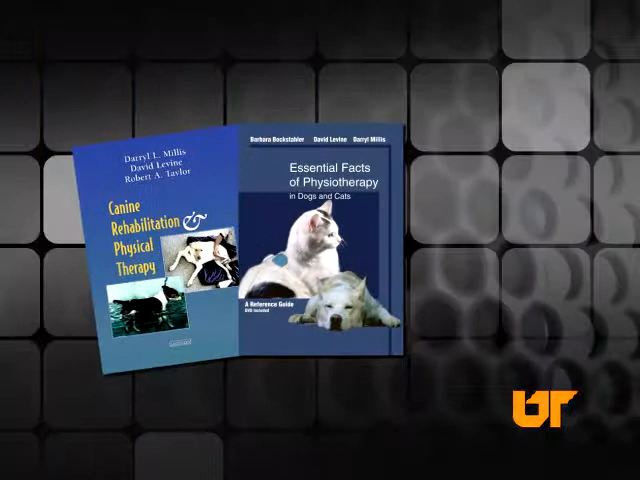 Darryl L. Millis
David Levine
Robert A. Taylor
Canine
Rehabilitation &
Physical
Therapy
Barbara Bockstahler David Levine Darryl Millis
Essential Facts
of Physiotherapy
in Dogs and Cats
A Reference Guide
DVD Included
UT